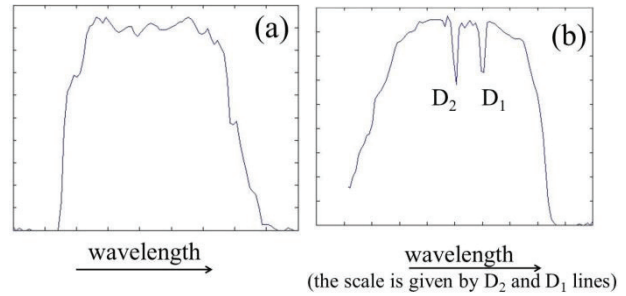 (a)
(b)
D₂ D₁
wavelength
wavelength
(the scale is given by D₂ and D₁ lines)